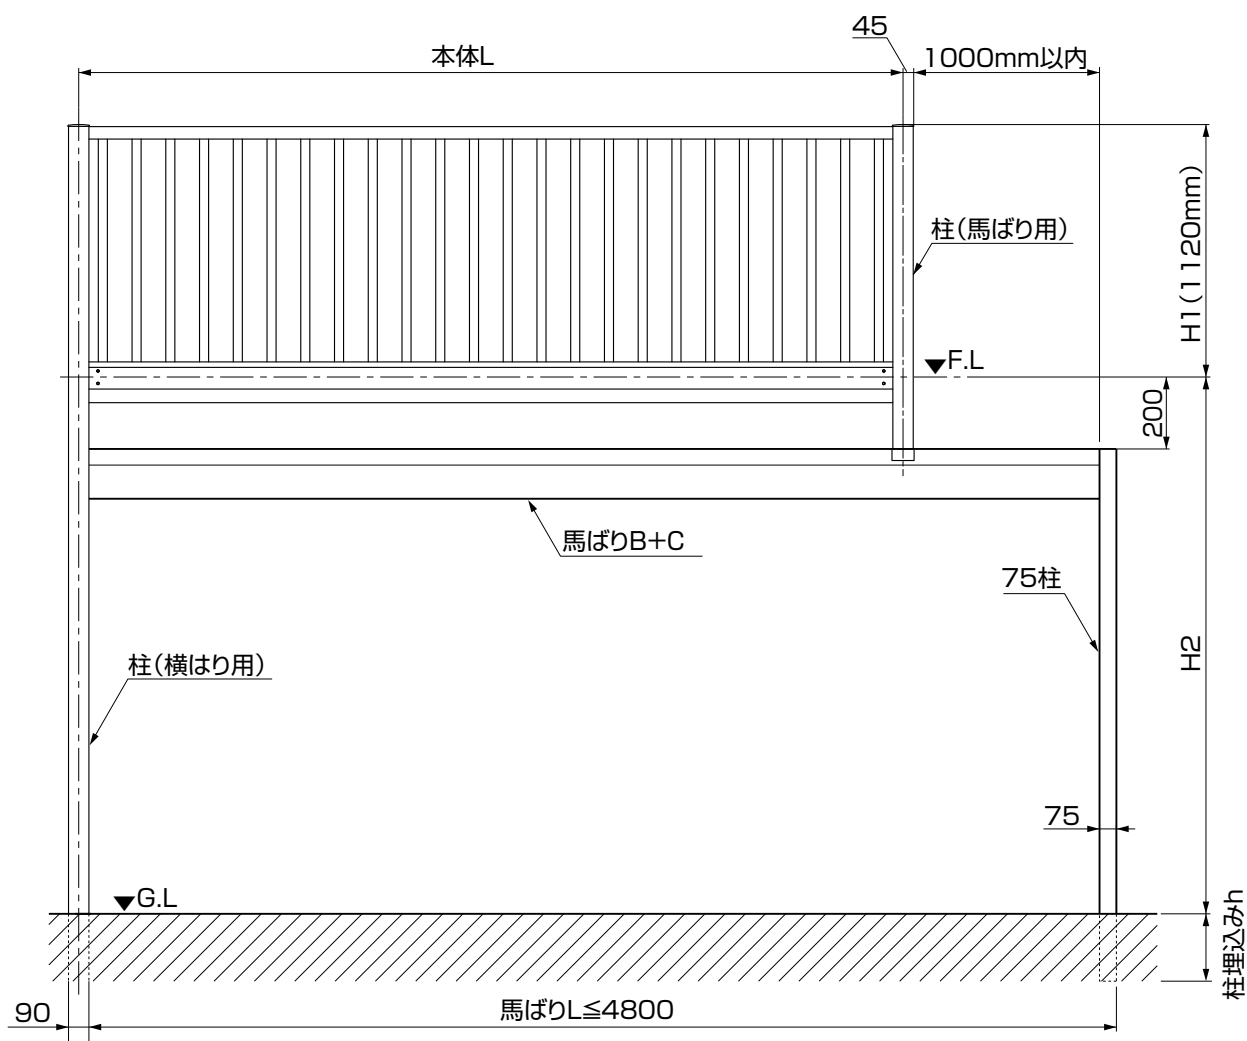 45
本体L
1000mm以内
H1(1120mm)
柱(馬ばり用)
▼F.L
200
馬ばりB+C
75柱
H2
柱(横はり用)
75
▼G.L
柱埋込みh
90
馬ばりL≦4800